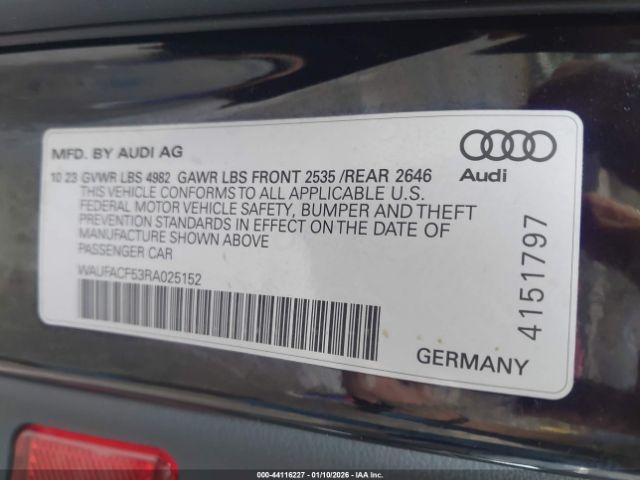 MFD. BY AUDI AG
10 23 GVWR LBS 4982 GAWR LBS FRONT 2535 /REAR 2646
THIS VEHICLE CONFORMS TO ALL APPLICABLE U.S.
FEDERAL MOTOR VEHICLE SAFETY, BUMPER AND THEFT
PREVENTION STANDARDS IN EFFECT ON THE DATE OF
MANUFACTURE SHOWN ABOVE
PASSENGER CAR
WAUFACF53RA025152
Audi
4151797
GERMANY
000-44116227 - 01/10/2026 - IAAI, Inc.